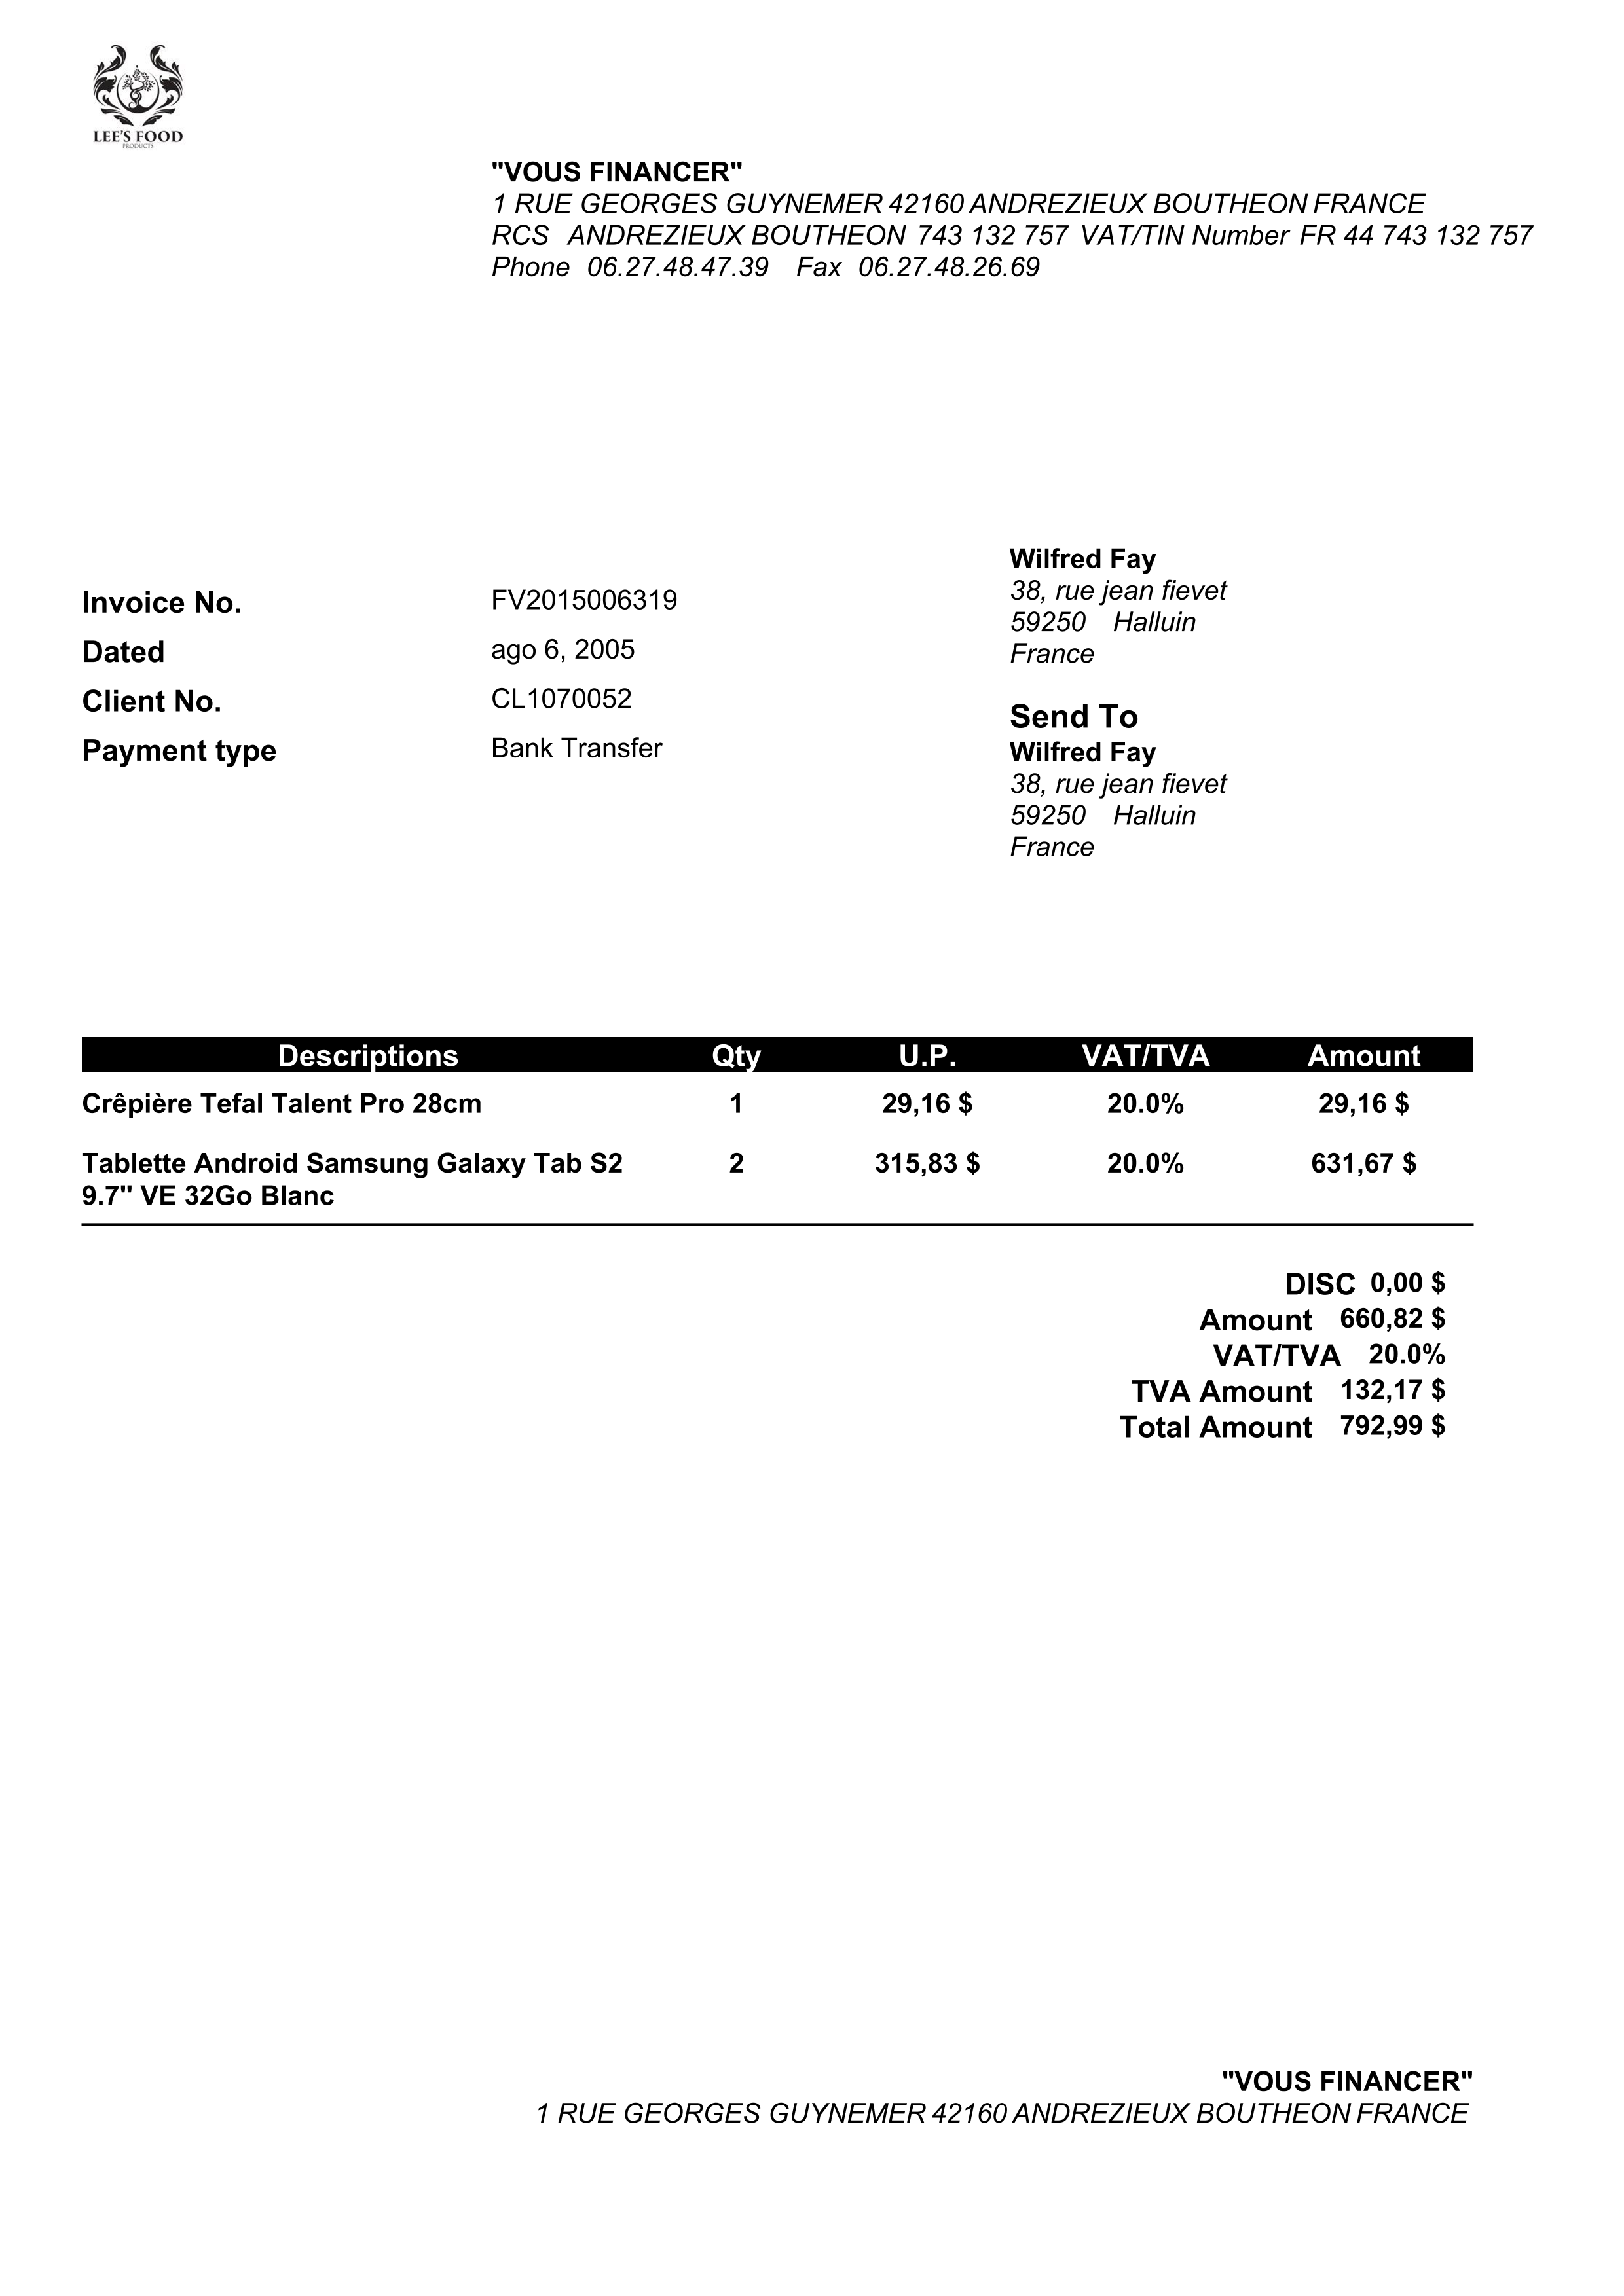 LEE'S FOOD
PRODUCTS
"VOUS FINANCER"
1 RUE GEORGES GUYNEMER 42160 ANDREZIEUX BOUTHEON FRANCE
RCS ANDREZIEUX BOUTHEON 743 132 757 VAT/TIN Number FR 44 743 132 757
Phone 06.27.48.47.39 Fax 06.27.48.26.69
Invoice No. FV2015006319
Dated ago 6, 2005
Client No. CL1070052
Payment type Bank Transfer
Wilfred Fay
38, rue jean fievet
59250 Halluin
France
Send To
Wilfred Fay
38, rue jean fievet
59250 Halluin
France
Descriptions Qty U.P. VAT/TVA Amount
Crêpière Tefal Talent Pro 28cm 1 29,16 $ 20.0% 29,16 $
Tablette Android Samsung Galaxy Tab S2 2 315,83 $ 20.0% 631,67 $
9.7" VE 32Go Blanc
DISC 0,00 $
Amount 660,82 $
VAT/TVA 20.0%
TVA Amount 132,17 $
Total Amount 792,99 $
"VOUS FINANCER"
1 RUE GEORGES GUYNEMER 42160 ANDREZIEUX BOUTHEON FRANCE